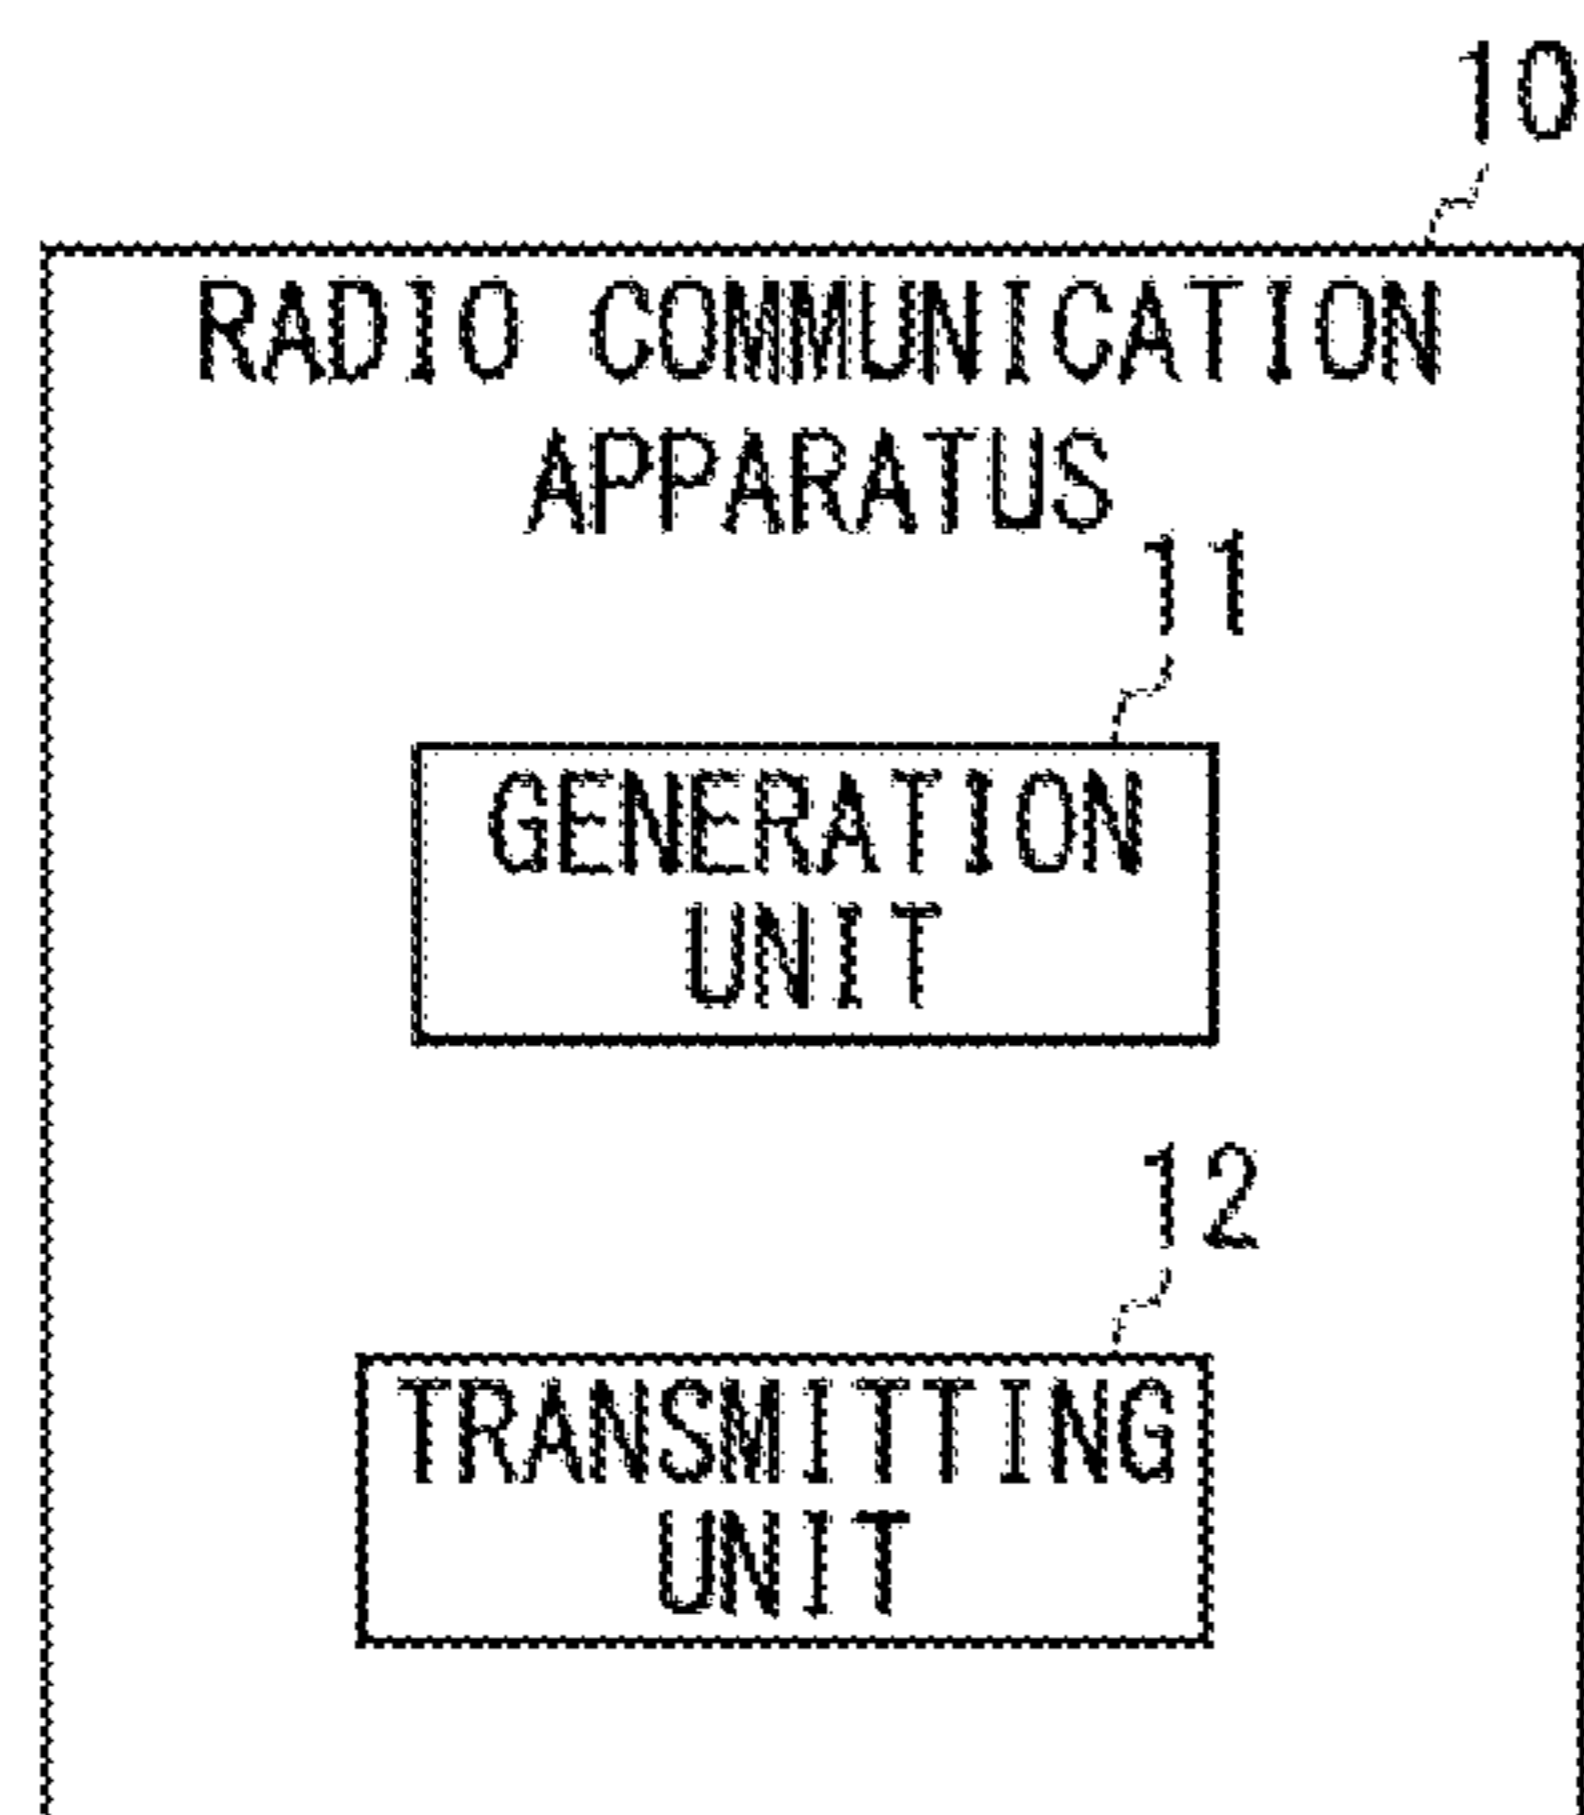 10
RADIO COMMUNICATION
APPARATUS
11
GENERATION
UNIT
12
TRANSMITTING
UNIT